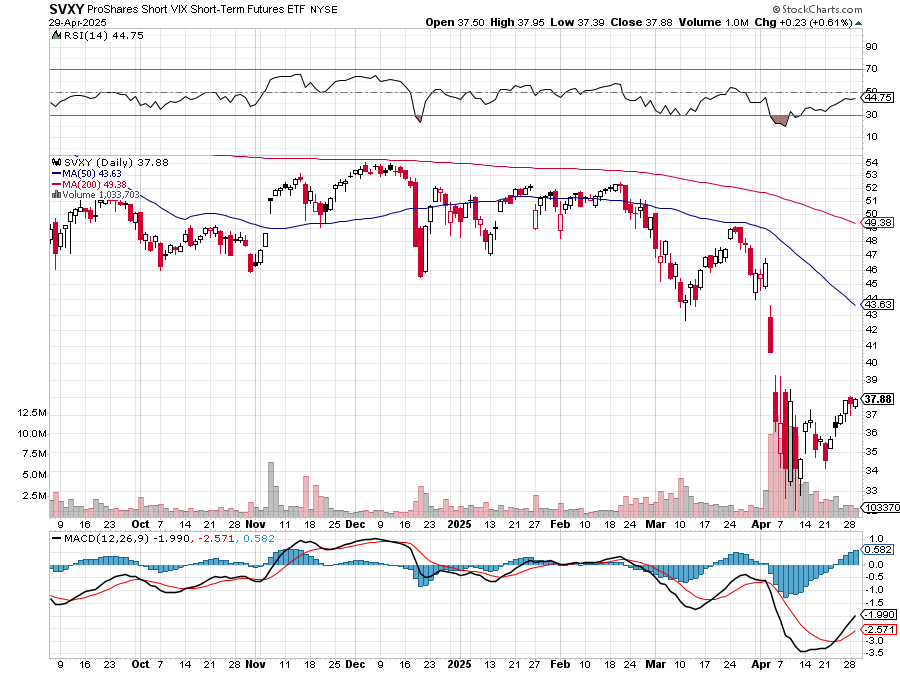 SVXY ProShares Short VIX Short-Term Futures ETF NYSE © StockCharts.com
29-Apr-2025 Open 37.50 High 37.95 Low 37.39 Close 37.88 Volume 1.0M Chg +0.23 (+0.61%)
RSI(14) 44.75
90
70
50
44.75
30
10
SVXY (Daily) 37.88
MA(50) 43.63
MA(200) 49.38
Volume 1,033,703
54
53
52
51
50
49.38
48
47
46
45
43.63
43
42
41
40
39
37.88
37
36
35
34
33
103370
12.5M
10.0M
7.5M
5.0M
2.5M
9 16 23 Oct 7 14 21 28 Nov 11 18 25 Dec 9 16 23 2025 13 21 27 Feb 10 18 24 Mar 10 17 24 Apr 7 14 21 28
MACD(12,26,9) -1.990, -2.571, 0.582
1.0
0.582
0.0
-0.5
-1.0
-1.5
-1.990
-2.571
-3.0
-3.5
9 16 23 Oct 7 14 21 28 Nov 11 18 25 Dec 9 16 23 2025 13 21 27 Feb 10 18 24 Mar 10 17 24 Apr 7 14 21 28